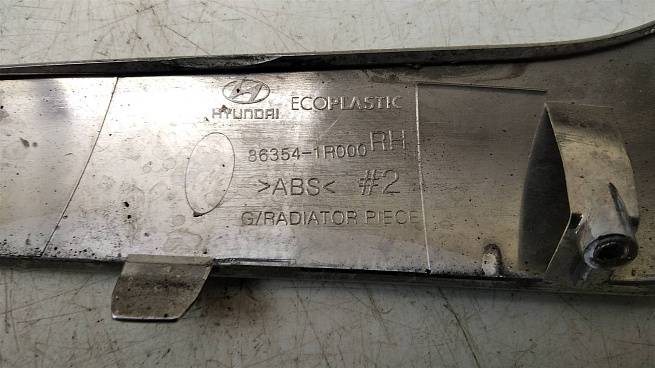 HYUNDAI ECOPLASTIC
86354-1R000 RH
>ABS< #2
G/RADIATOR PIECE